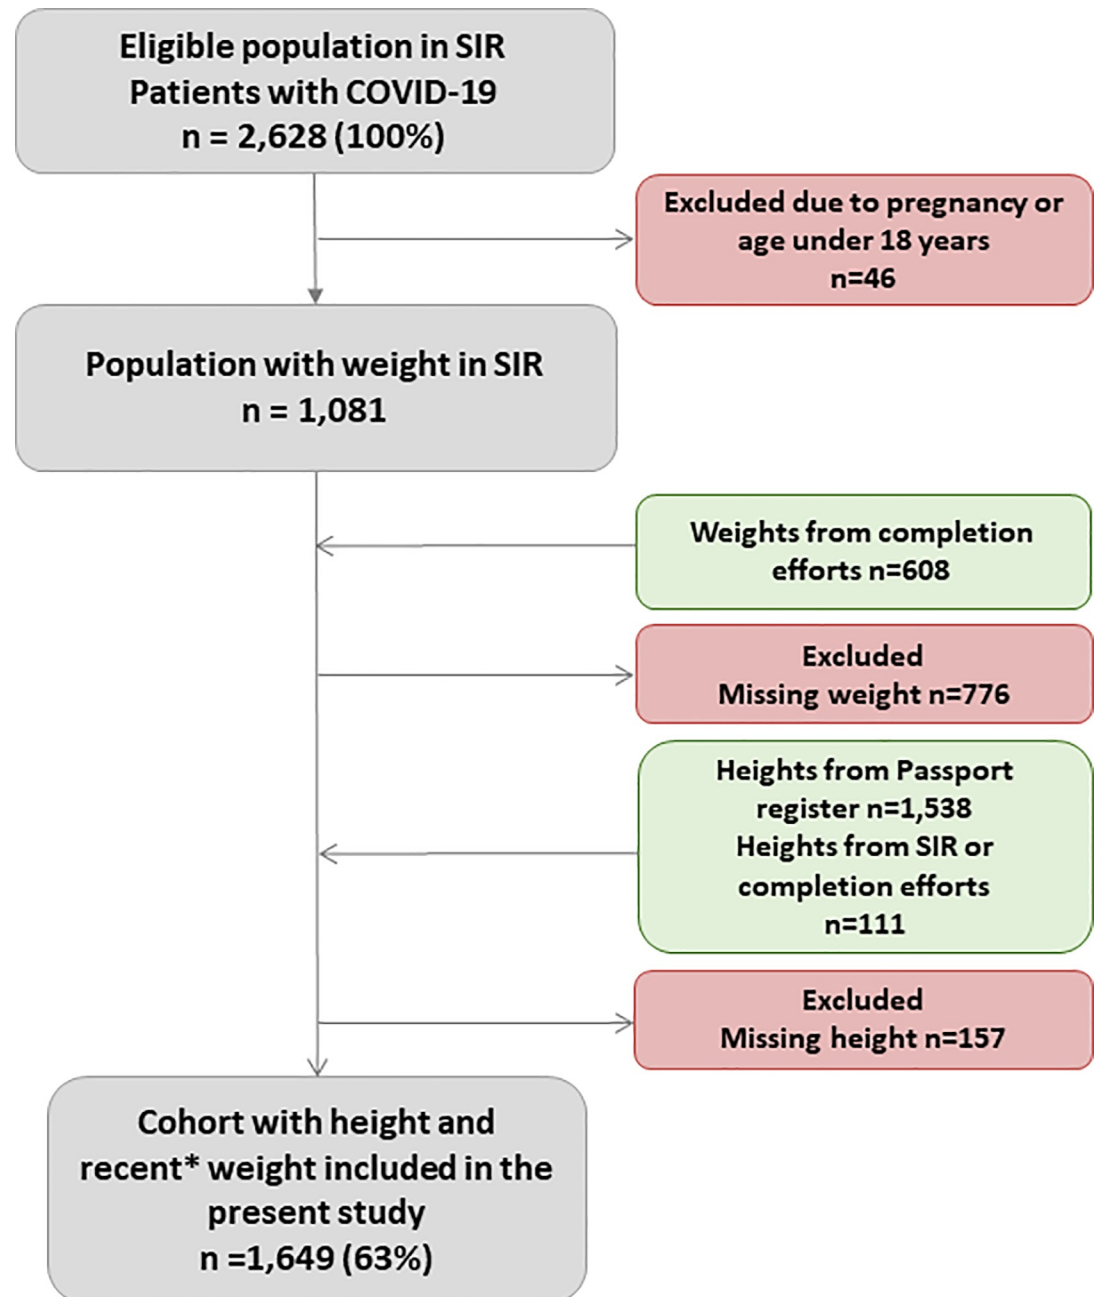 Eligible population in SIR
Patients with COVID-19
n = 2,628 (100%)
Excluded due to pregnancy or
age under 18 years
n=46
Population with weight in SIR
n = 1,081
Weights from completion
efforts n=608
Excluded
Missing weight n=776
Heights from Passport
register n=1,538
Heights from SIR or
completion efforts
n=111
Excluded
Missing height n=157
Cohort with height and
recent* weight included in the
present study
n =1,649 (63%)